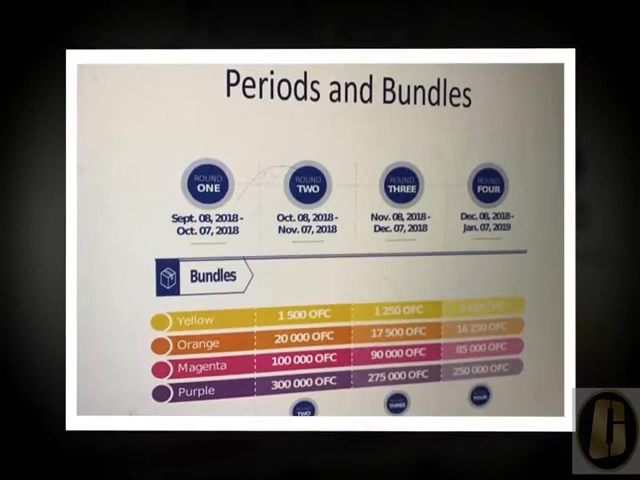 Periods and Bundles
ROUND ONE
ROUND TWO
ROUND THREE
ROUND FOUR
Sept. 08, 2018 - Oct. 07, 2018
Oct. 08, 2018 - Nov. 07, 2018
Nov. 08, 2018 - Dec. 07, 2018
Dec. 08, 2018 - Jan. 07, 2019
Bundles
Yellow 1 500 OFC 1 250 OFC
Orange 20 000 OFC 17 500 OFC 16 250 OFC
Magenta 100 000 OFC 90 000 OFC 85 000 OFC
Purple 300 000 OFC 275 000 OFC 250 000 OFC
TWO
THREE
FOUR